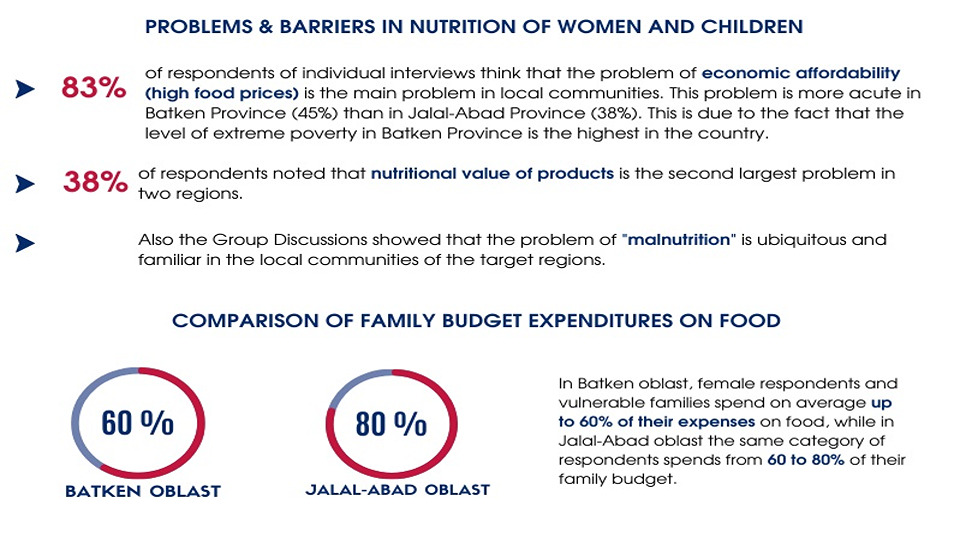 PROBLEMS & BARRIERS IN NUTRITION OF WOMEN AND CHILDREN
83%
of respondents of individual interviews think that the problem of economic affordability
(high food prices) is the main problem in local communities. This problem is more acute in
Batken Province (45%) than in Jalal-Abad Province (38%). This is due to the fact that the
level of extreme poverty in Batken Province is the highest in the country.
38%
of respondents noted that nutritional value of products is the second largest problem in
two regions.
Also the Group Discussions showed that the problem of "malnutrition" is ubiquitous and
familiar in the local communities of the target regions.
COMPARISON OF FAMILY BUDGET EXPENDITURES ON FOOD
60 %
BATKEN OBLAST
80 %
JALAL-ABAD OBLAST
In Batken oblast, female respondents and
vulnerable families spend on average up
to 60% of their expenses on food, while in
Jalal-Abad oblast the same category of
respondents spends from 60 to 80% of their
family budget.